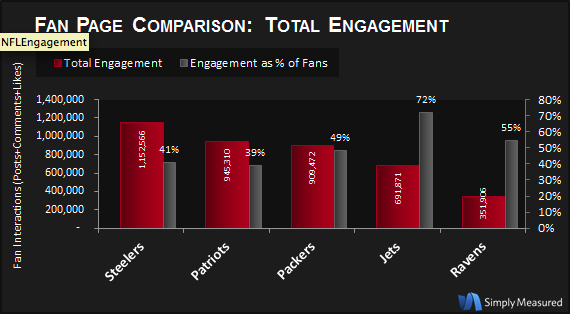 FAN PAGE COMPARISON: TOTAL ENGAGEMENT
NFLEngagement
Total Engagement Engagement as % of Fans
Fan Interactions (Posts+Comments+Likes)
1,400,000
1,200,000
1,000,000
800,000
600,000
400,000
200,000
-
1,152,566
41%
945,310
39%
909,472
49%
691,871
72%
351,906
55%
80%
70%
60%
50%
40%
30%
20%
10%
0%
Steelers
Patriots
Packers
Jets
Ravens
Simply Measured